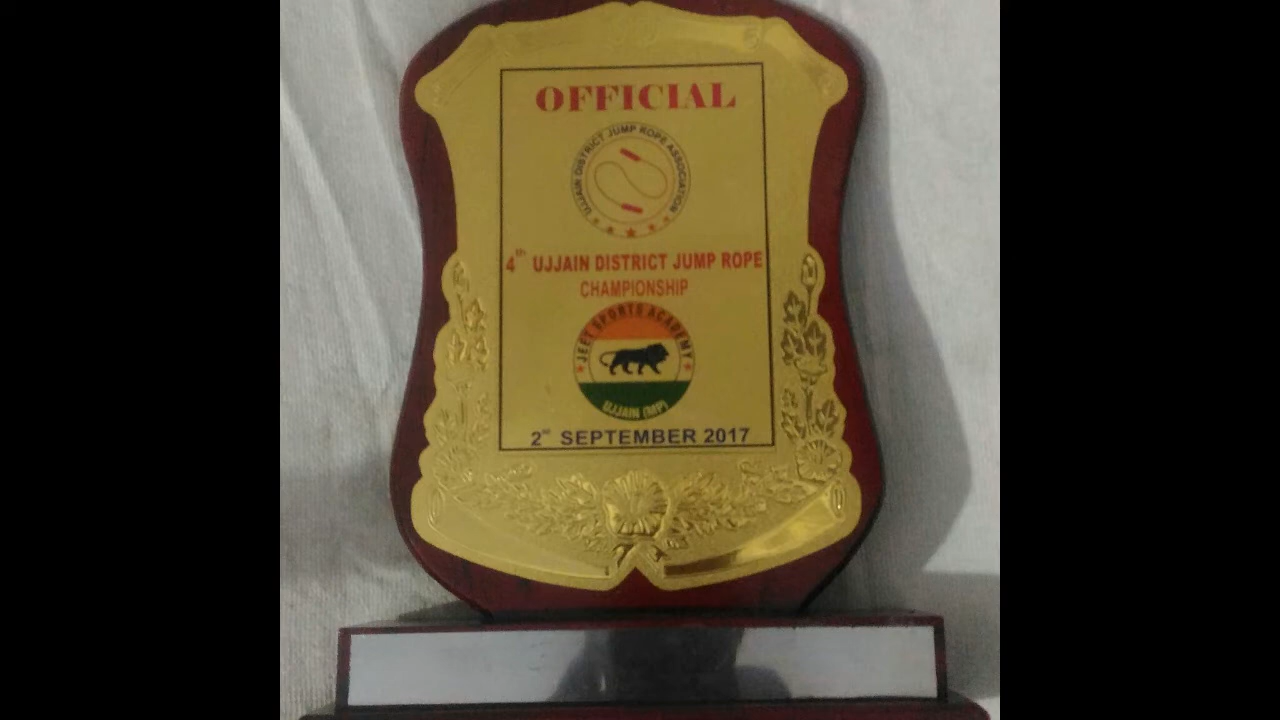 OFFICIAL
UJJAIN DISTRICT JUMP ROPE ASSOCIATION
4th UJJAIN DISTRICT JUMP ROPE
CHAMPIONSHIP
JEET SPORTS ACADEMY
UJJAIN (MP)
2nd SEPTEMBER 2017